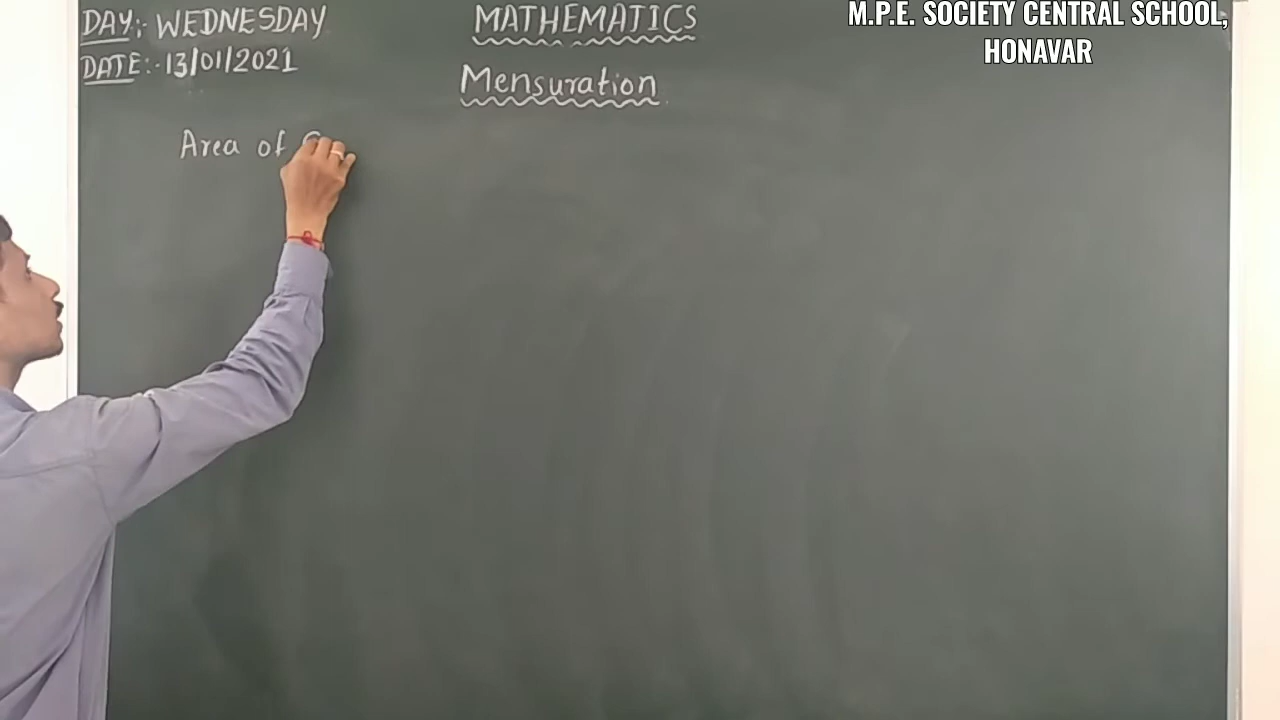 DAY:- WEDNESDAY
DATE:- 13/01/2021
MATHEMATICS
Mensuration
M.P.E. SOCIETY CENTRAL SCHOOL,
HONAVAR
Area of